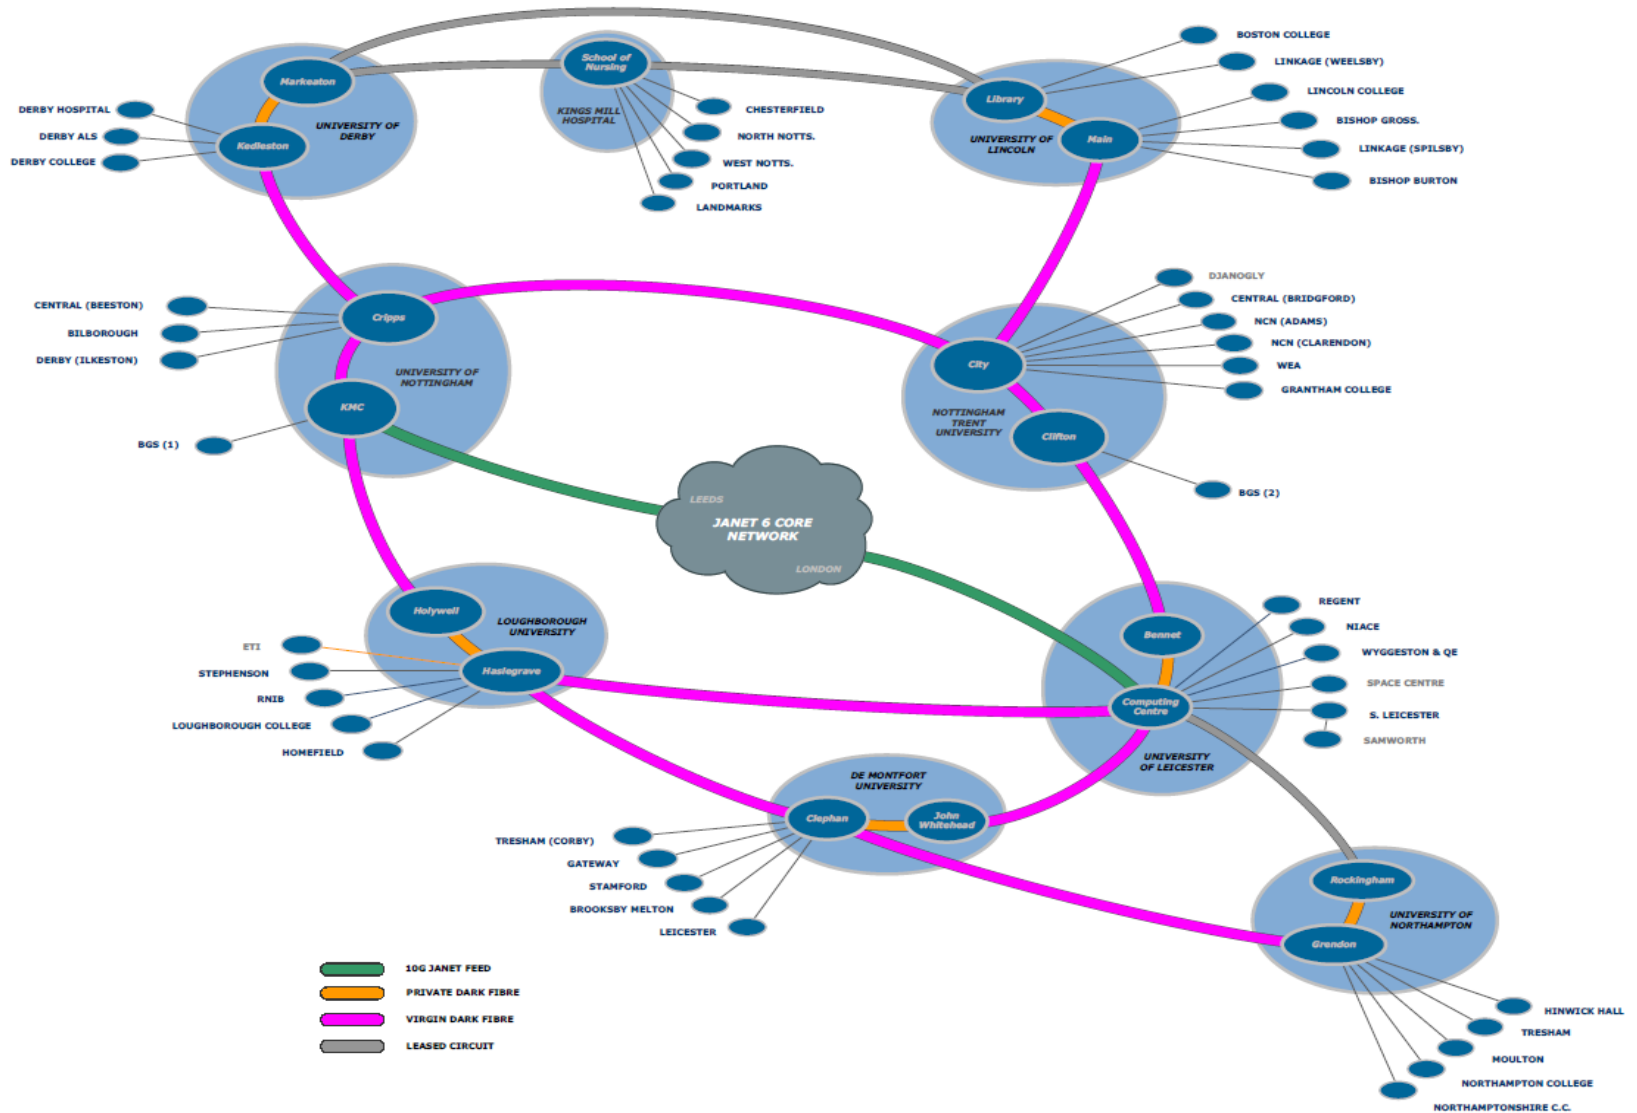 BOSTON COLLEGE
LINKAGE (WEELSBY)
LINCOLN COLLEGE
BISHOP GROSS.
LINKAGE (SPILSBY)
BISHOP BURTON
Library
Main
UNIVERSITY OF
LINCOLN
School of
Nursing
KINGS MILL
HOSPITAL
CHESTERFIELD
NORTH NOTTS.
WEST NOTTS.
PORTLAND
LANDMARKS
Markeaton
Kedleston
UNIVERSITY OF
DERBY
DERBY HOSPITAL
DERBY ALS
DERBY COLLEGE
CENTRAL (BEESTON)
BILBOROUGH
DERBY (ILKESTON)
Cripps
UNIVERSITY OF
NOTTINGHAM
KMC
BGS (1)
DJANOGLY
CENTRAL (BRIDGFORD)
NCN (ADAMS)
NCN (CLARENDON)
WEA
GRANTHAM COLLEGE
City
NOTTINGHAM
TRENT
UNIVERSITY
Clifton
BGS (2)
LEEDS
JANET 6 CORE
NETWORK
LONDON
Holywell
LOUGHBOROUGH
UNIVERSITY
Haslegrave
ETI
STEPHENSON
RNIB
LOUGHBOROUGH COLLEGE
HOMEFIELD
Bennet
Computing
Centre
UNIVERSITY
OF LEICESTER
REGENT
NIACE
WYGGESTON & QE
SPACE CENTRE
S. LEICESTER
SAMWORTH
DE MONTFORT
UNIVERSITY
Clephan
John
Whitehead
TRESHAM (CORBY)
GATEWAY
STAMFORD
BROOKSBY MELTON
LEICESTER
Rockingham
UNIVERSITY OF
NORTHAMPTON
Grendon
HINWICK HALL
TRESHAM
MOULTON
NORTHAMPTON COLLEGE
NORTHAMPTONSHIRE C.C.
10G JANET FEED
PRIVATE DARK FIBRE
VIRGIN DARK FIBRE
LEASED CIRCUIT